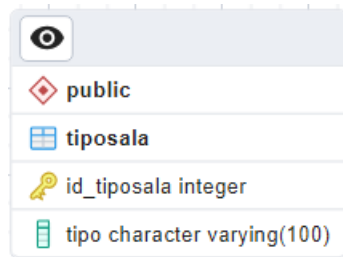 public
tiposala
id_tiposala integer
tipo character varying(100)